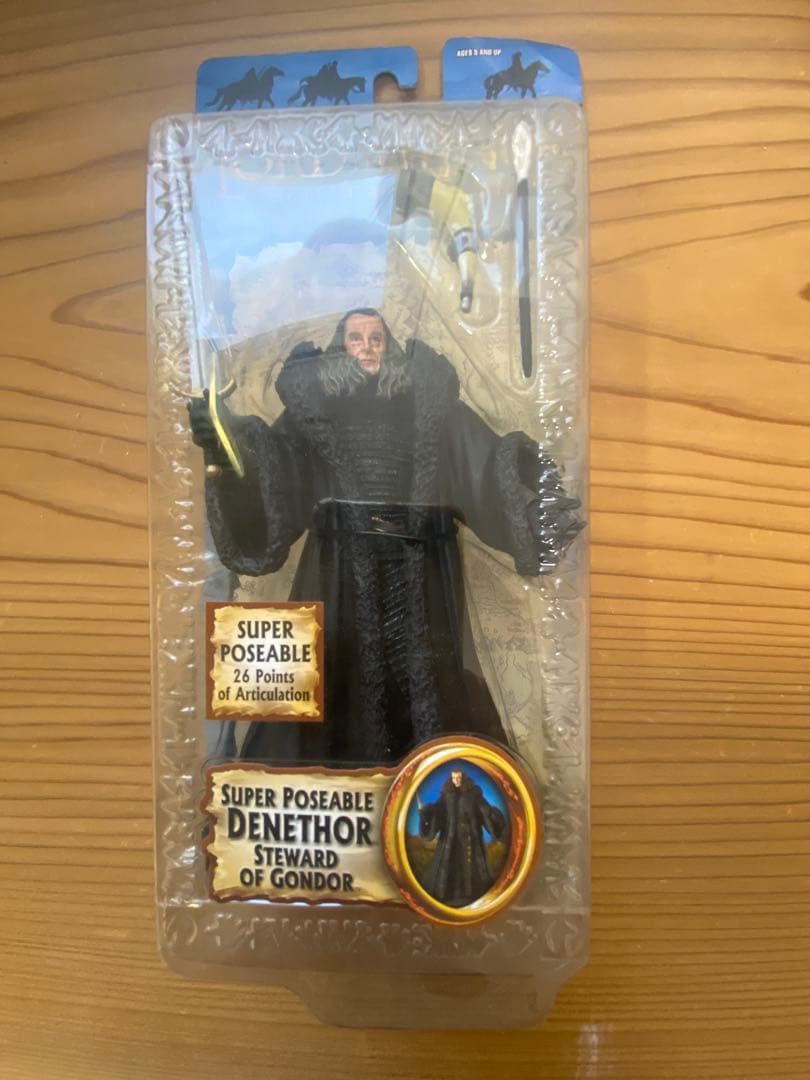 AGES 5 AND UP
SUPER
POSEABLE
26 Points
of Articulation
SUPER POSEABLE
DENETHOR
STEWARD
OF GONDOR